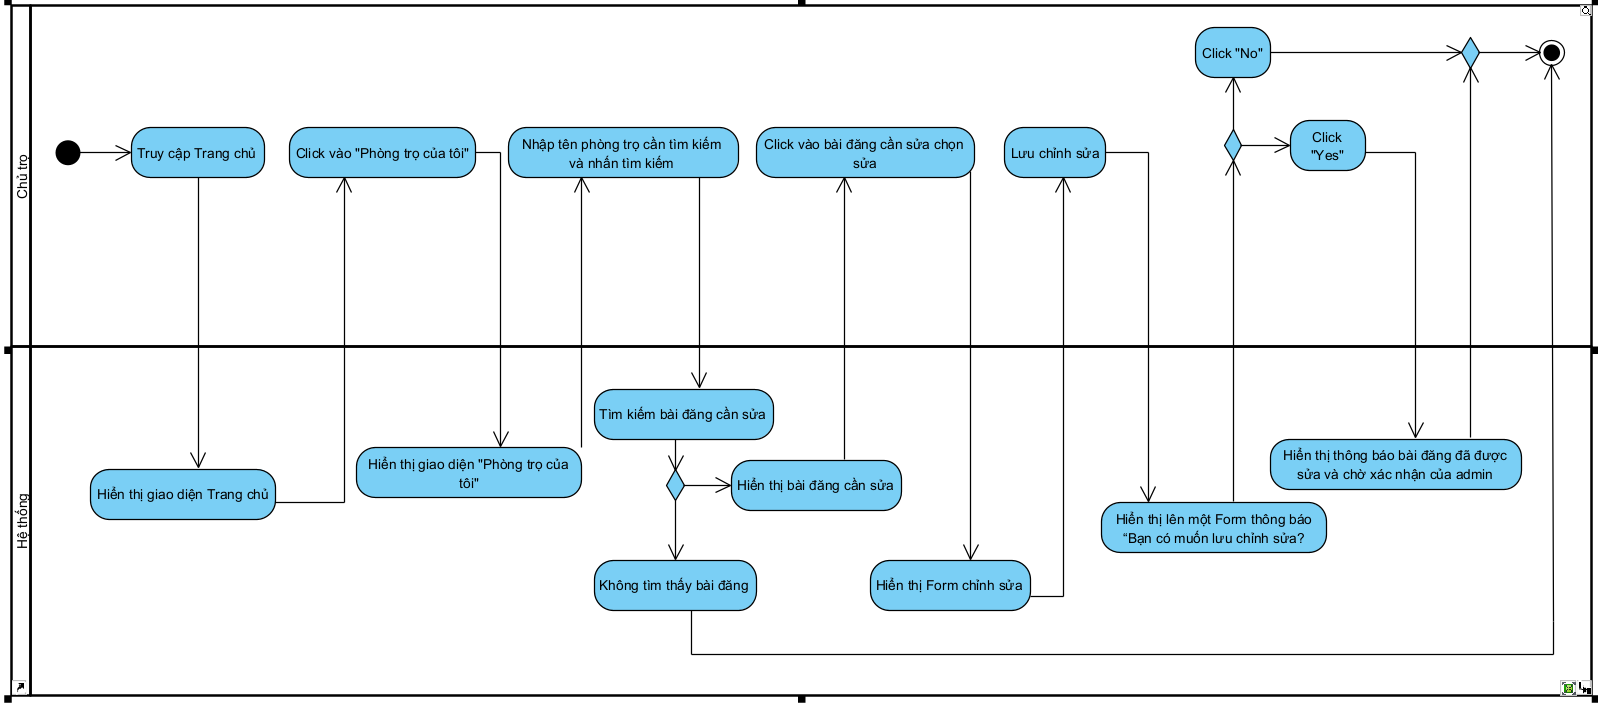 Chủ trọ
Truy cập Trang chủ
Click vào "Phòng trọ của tôi"
Nhập tên phòng trọ cần tìm kiếm
và nhấn tìm kiếm
Click vào bài đăng cần sửa chọn
sửa
Lưu chỉnh sửa
Click "No"
Click
"Yes"
Hệ thống
Hiển thị giao diện Trang chủ
Hiển thị giao diện "Phòng trọ của
tôi"
Tìm kiếm bài đăng cần sửa
Hiển thị bài đăng cần sửa
Không tìm thấy bài đăng
Hiển thị Form chỉnh sửa
Hiển thị lên một Form thông báo
“Bạn có muốn lưu chỉnh sửa?
Hiển thị thông báo bài đăng đã được
sửa và chờ xác nhận của admin